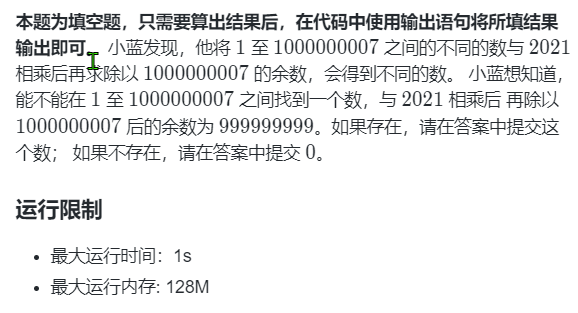 本题为填空题，只需要算出结果后，在代码中使用输出语句将所填结果
输出即可。 小蓝发现，他将 1 至 1000000007 之间的不同的数与 2021
相乘后再求除以 1000000007 的余数，会得到不同的数。 小蓝想知道，
能不能在 1 至 1000000007 之间找到一个数，与 2021 相乘后 再除以
1000000007 后的余数为 999999999。如果存在，请在答案中提交这
个数； 如果不存在，请在答案中提交 0。
运行限制
• 最大运行时间：1s
• 最大运行内存: 128M